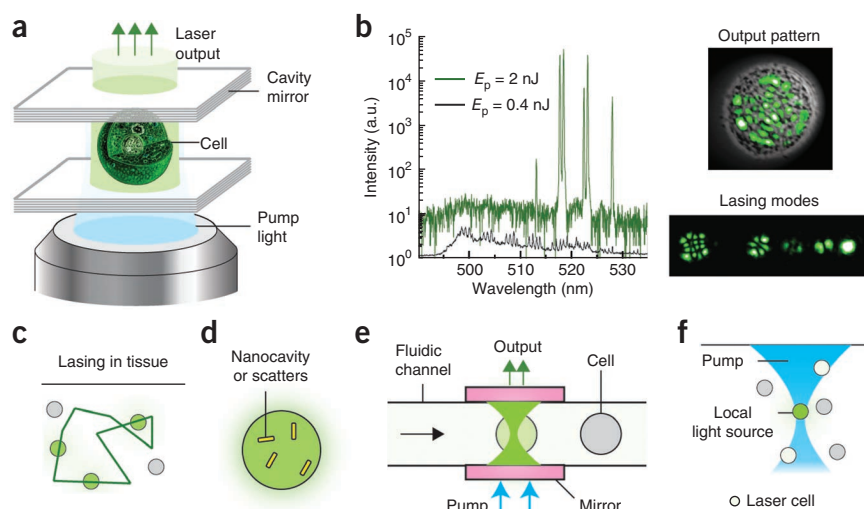 a
Laser
output
Cavity
mirror
Cell
Pump
light
b
10⁵
10⁴
10³
10²
10¹
10⁰
Intensity (a.u.)
Eₚ = 2 nJ
Eₚ = 0.4 nJ
500 510 520 530
Wavelength (nm)
Output pattern
Lasing modes
c
Lasing in tissue
d
Nanocavity
or scatters
e
Fluidic
channel
Output
Cell
Pump
Mirror
f
Pump
Local
light source
Laser cell